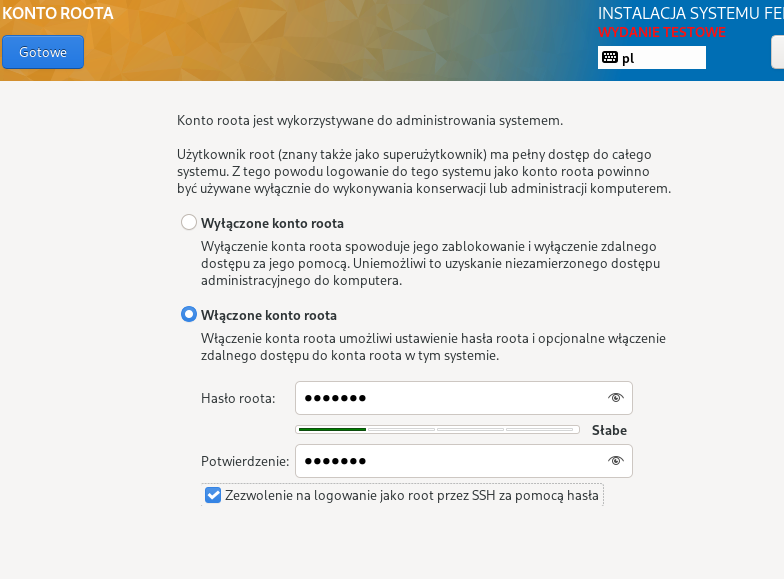 KONTO ROOTA
INSTALACJA SYSTEMU FE
WYDANIE TESTOWE
Gotowe
pl
Konto roota jest wykorzystywane do administrowania systemem.
Użytkownik root (znany także jako superużytkownik) ma pełny dostęp do całego
systemu. Z tego powodu logowanie do tego systemu jako konto roota powinno
być używane wyłącznie do wykonywania konserwacji lub administracji komputerem.
Wyłączone konto roota
Wyłączenie konta roota spowoduje jego zablokowanie i wyłączenie zdalnego
dostępu za jego pomocą. Uniemożliwi to uzyskanie niezamierzonego dostępu
administracyjnego do komputera.
Włączone konto roota
Włączenie konta roota umożliwi ustawienie hasła roota i opcjonalne włączenie
zdalnego dostępu do konta roota w tym systemie.
Hasło roota: ●●●●●●●
Słabe
Potwierdzenie: ●●●●●●●
Zezwolenie na logowanie jako root przez SSH za pomocą hasła